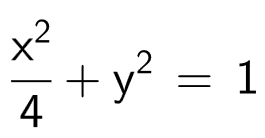 x²/4 + y² = 1